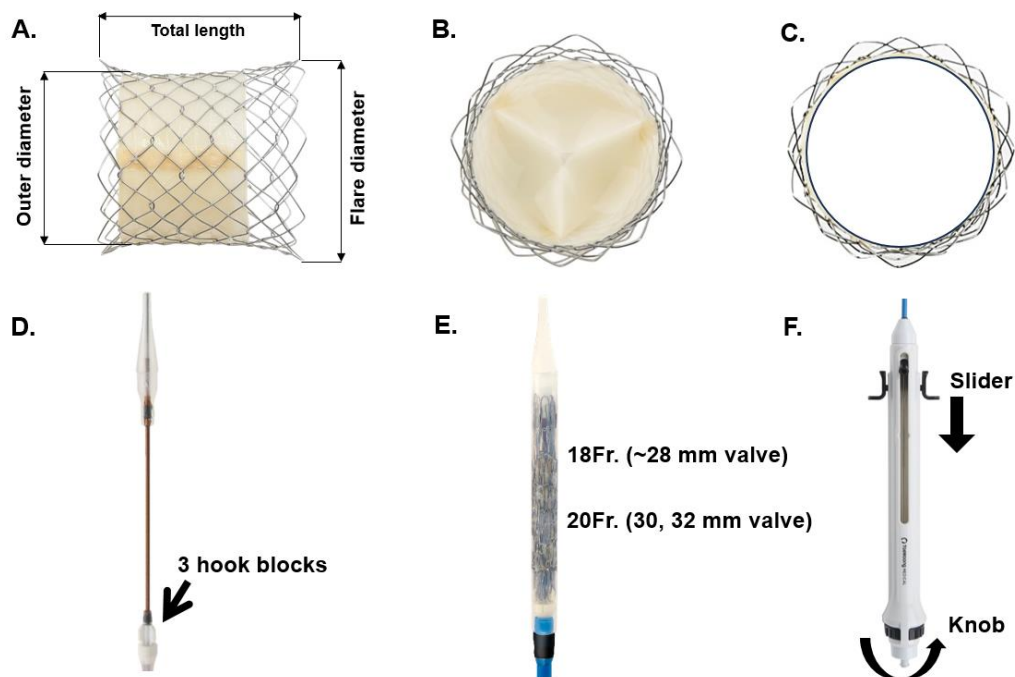 A.
Total length
Outer diameter
Flare diameter
B.
C.
D.
3 hook blocks
E.
18Fr. (~28 mm valve)
20Fr. (30, 32 mm valve)
F.
Slider
Knob